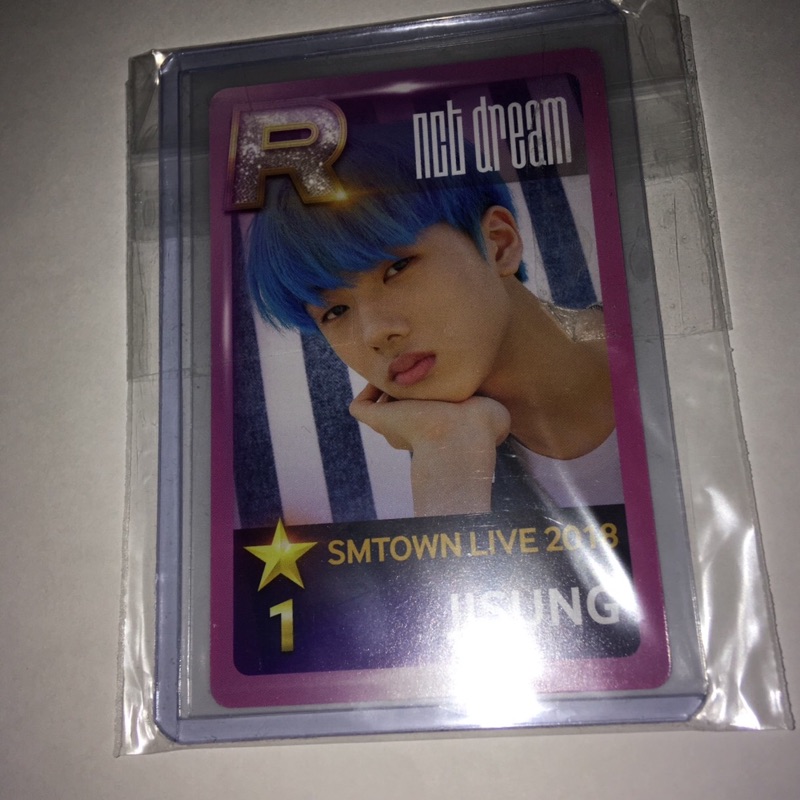 R
nct dream
SMTOWN LIVE 2018
1
JISUNG